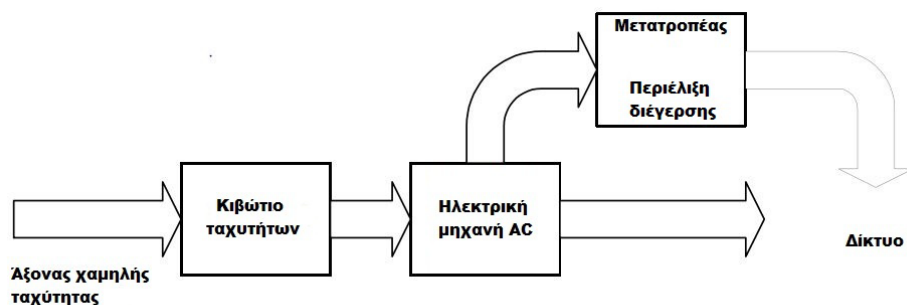 Μετατροπέας
Περιέλιξη
διέγερσης
Κιβώτιο
ταχυτήτων
Ηλεκτρική
μηχανή AC
Δίκτυο
Άξονας χαμηλής
ταχύτητας